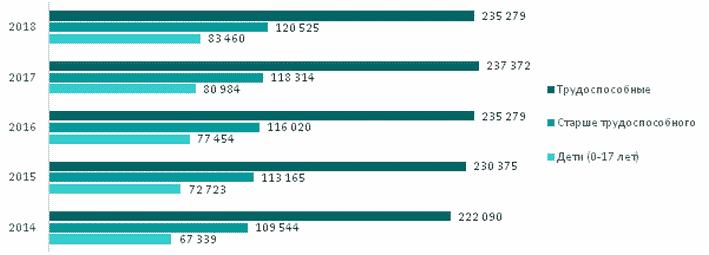 235 279
2018 120 525
83 460
237 372
2017 118 314
80 984
235 279
2016 116 020
77 454
230 375
2015 113 165
72 723
222 090
2014 109 544
67 339
Трудоспособные
Старше трудоспособного
Дети (0-17 лет)